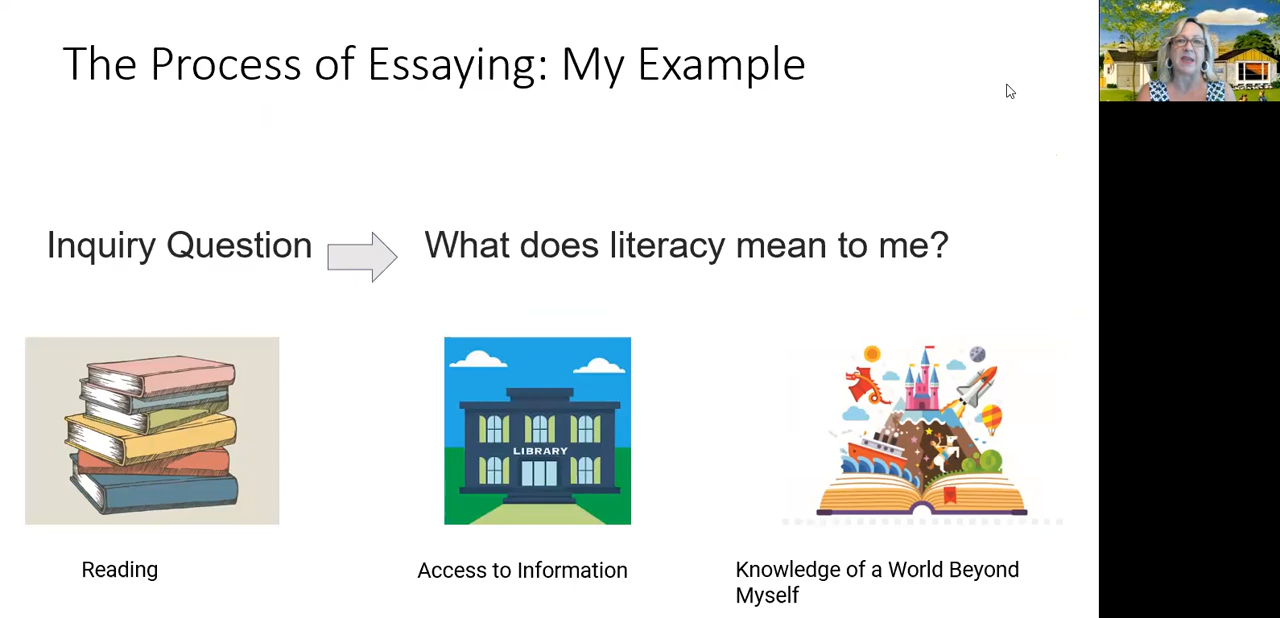 The Process of Essaying: My Example
Inquiry Question
What does literacy mean to me?
LIBRARY
Reading
Access to Information
Knowledge of a World Beyond
Myself